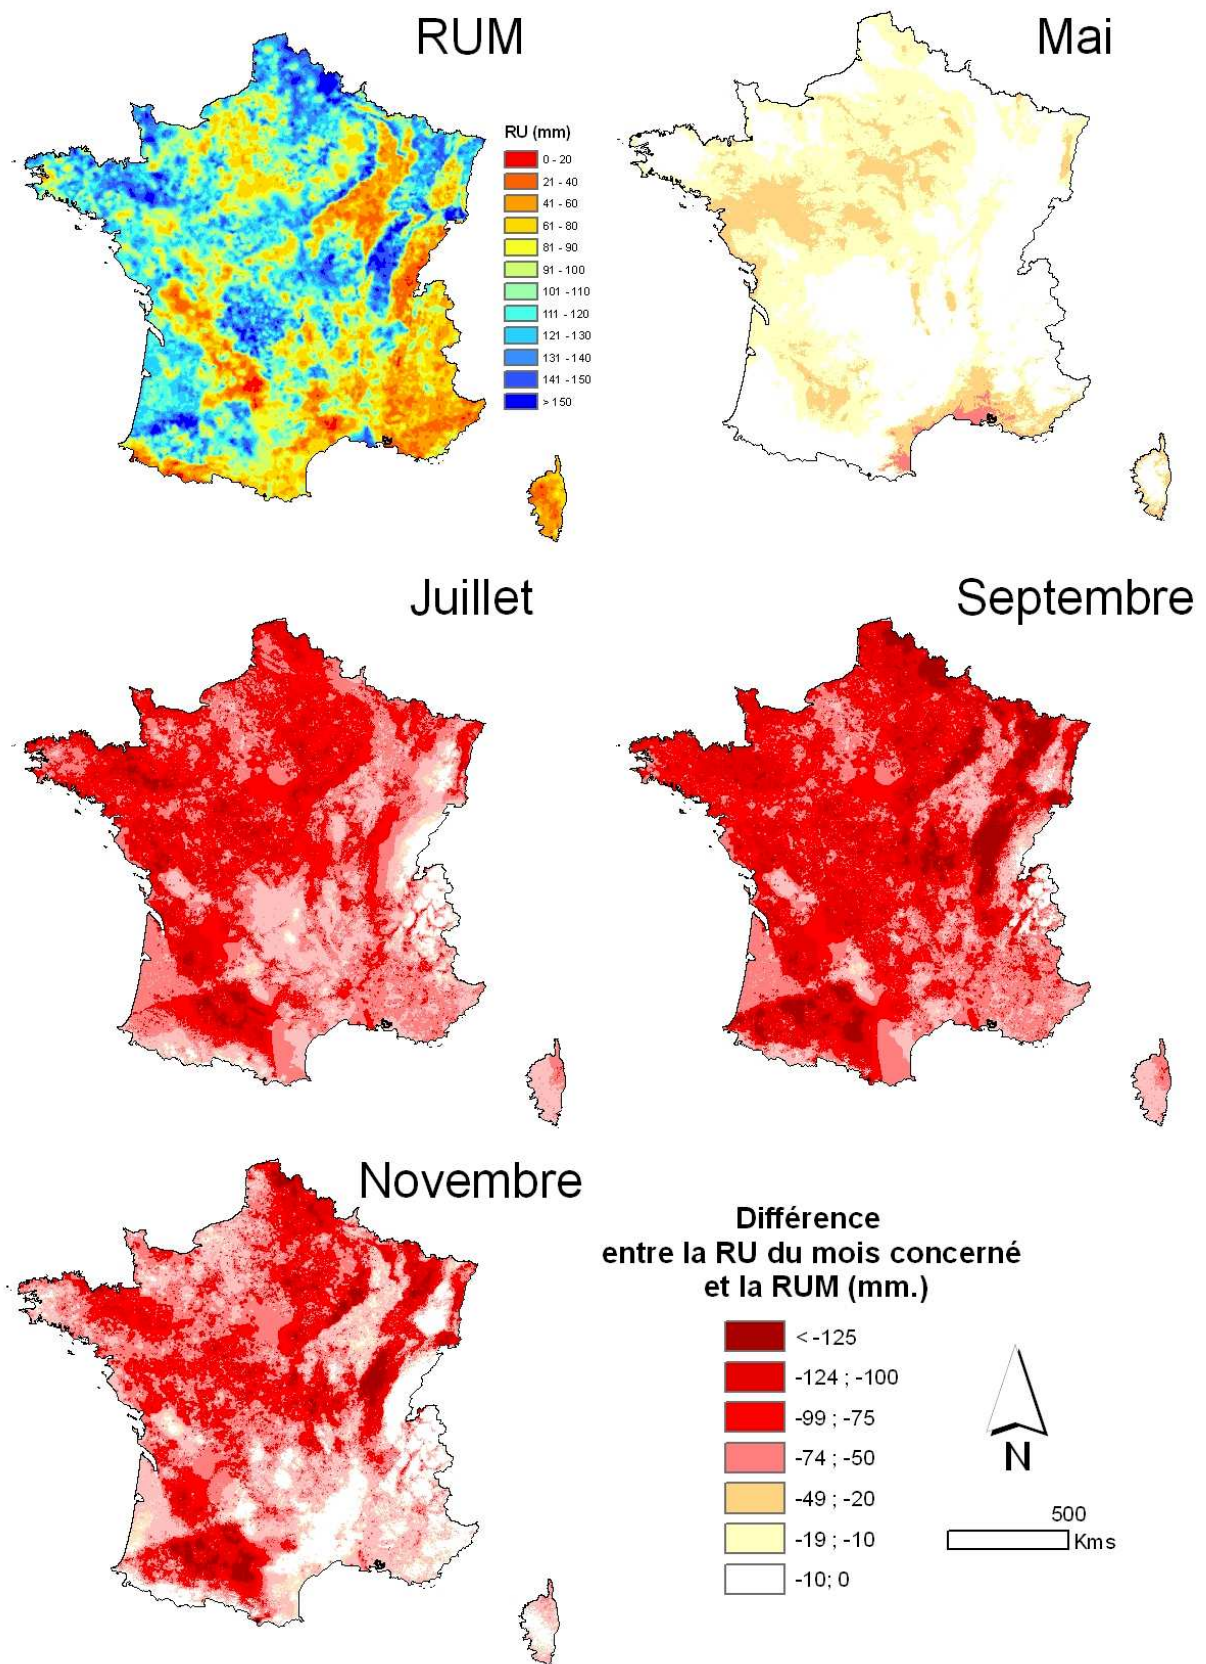 RUM
Mai
RU (mm)
0 - 20
21 - 40
41 - 60
61 - 80
81 - 90
91 - 100
101 - 110
111 - 120
121 - 130
131 - 140
141 - 150
> 150
Juillet
Septembre
Novembre
Différence
entre la RU du mois concerné
et la RUM (mm.)
< -125
-124 ; -100
-99 ; -75
-74 ; -50
-49 ; -20
-19 ; -10
-10; 0
N
500
Kms